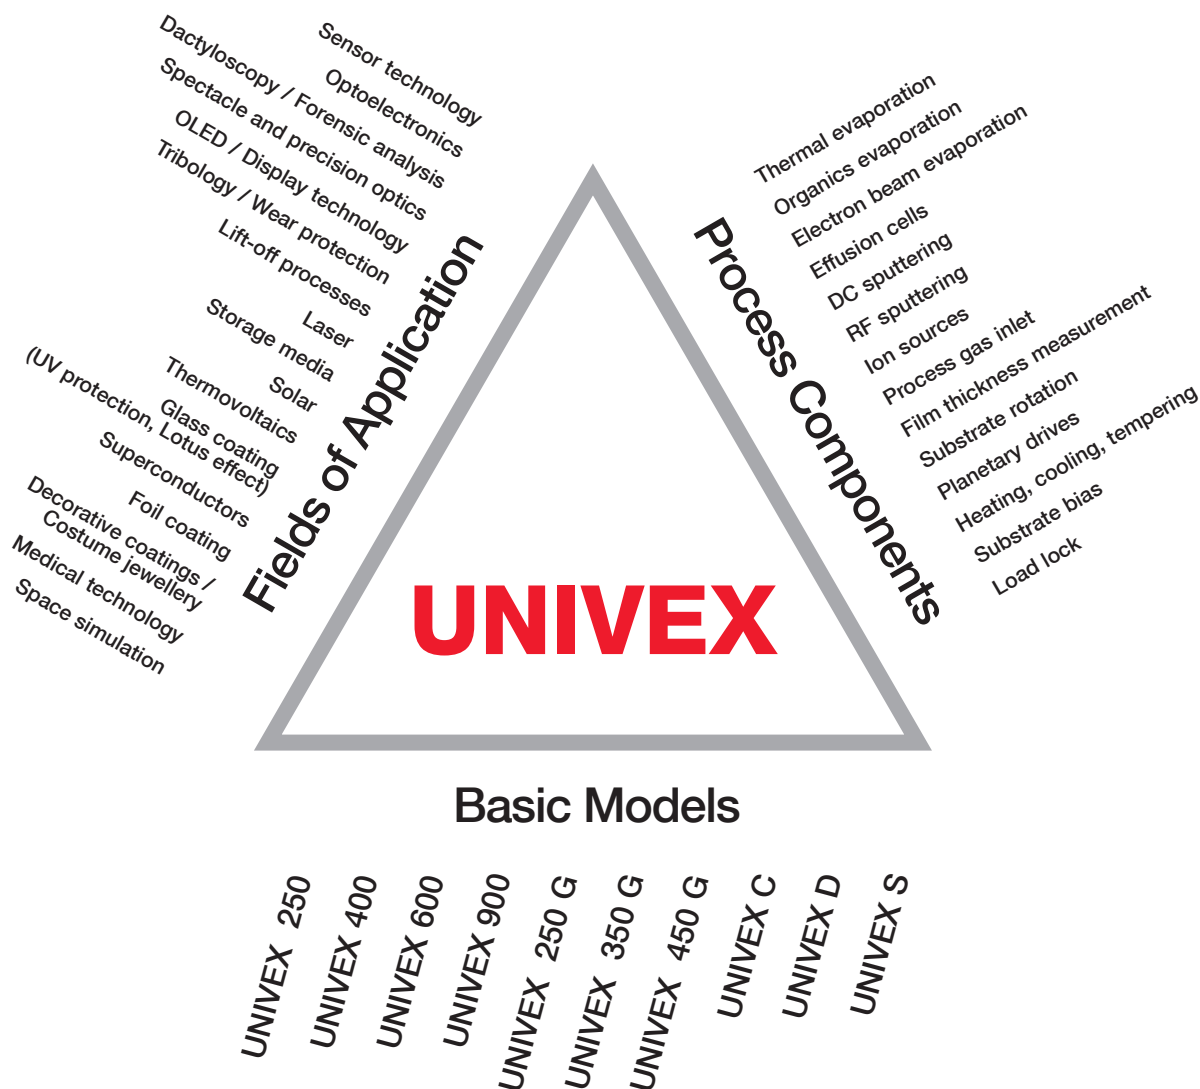 Sensor technology
Optoelectronics
Dactyloscopy / Forensic analysis
Spectacle and precision optics
OLED / Display technology
Tribology / Wear protection
Lift-off processes
Laser
Storage media
Solar
Thermovoltaics
Glass coating
(UV protection, Lotus effect)
Superconductors
Foil coating
Decorative coatings /
Costume jewellery
Medical technology
Space simulation
Fields of Application
Process Components
Thermal evaporation
Organics evaporation
Electron beam evaporation
Effusion cells
DC sputtering
RF sputtering
Ion sources
Process gas inlet
Film thickness measurement
Substrate rotation
Planetary drives
Heating, cooling, tempering
Substrate bias
Load lock
UNIVEX
Basic Models
UNIVEX 250
UNIVEX 400
UNIVEX 600
UNIVEX 900
UNIVEX 250 G
UNIVEX 350 G
UNIVEX 450 G
UNIVEX C
UNIVEX D
UNIVEX S